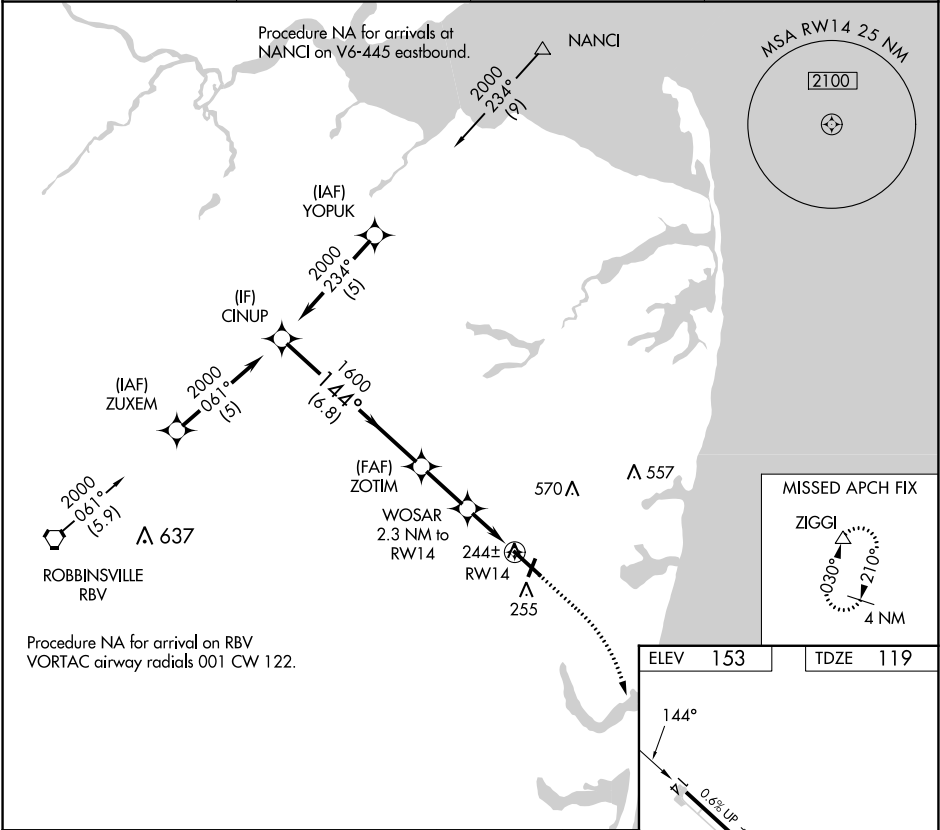 Procedure NA for arrivals at
NANCI on V6-445 eastbound.
NANCI
2000
234°
(9)
MSA RW14 25 NM
2100
(IAF)
YOPUK
2000
234°
(5)
(IF)
CINUP
(IAF)
ZUXEM
2000
061°
(5)
1600
144°
(6.8)
(FAF)
ZOTIM
WOSAR
2.3 NM to
RW14
570
557
2000
061°
(5.9)
637
ROBBINSVILLE
RBV
244±
RW14
255
MISSED APCH FIX
ZIGGI
030°
210°
4 NM
Procedure NA for arrival on RBV
VORTAC airway radials 001 CW 122.
ELEV 153
TDZE 119
144°
14
0.6% UP